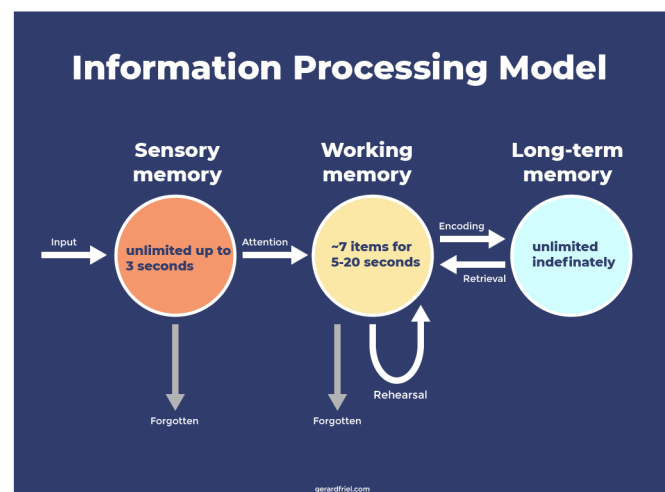 Information Processing Model
Sensory
memory
Working
memory
Long-term
memory
Input
unlimited up to
3 seconds
Attention
~7 items for
5-20 seconds
Encoding
Retrieval
unlimited
indefinately
Rehearsal
Forgotten
Forgotten
gerardfriel.com